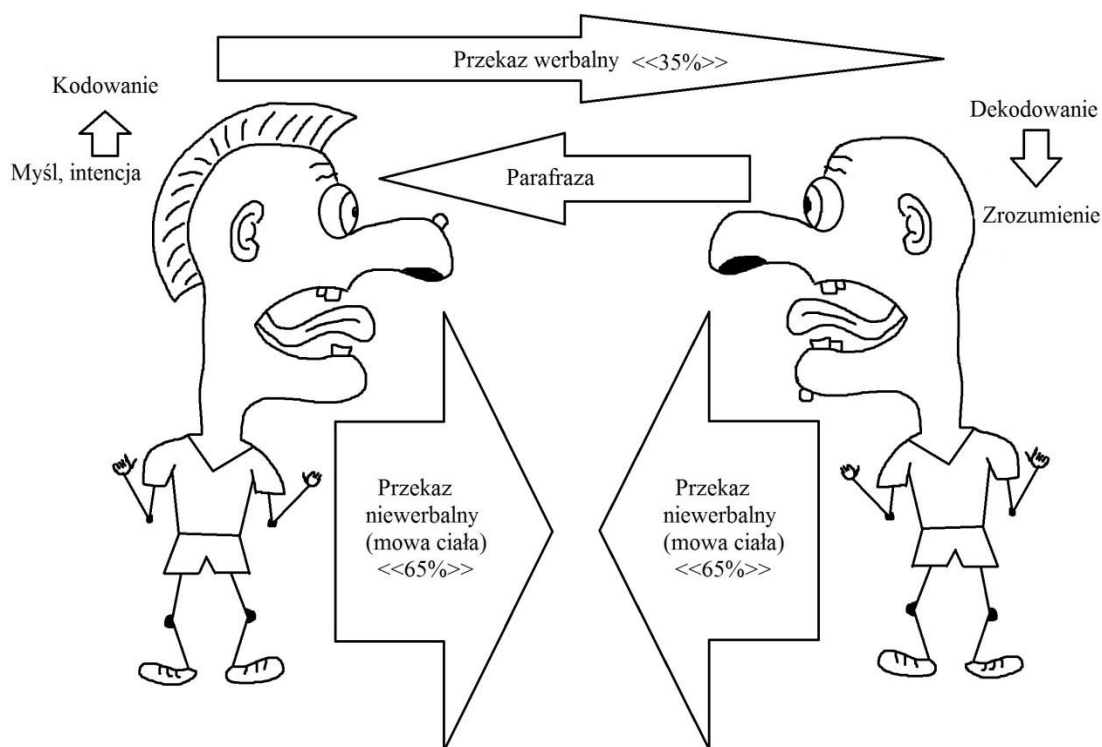 Przekaz werbalny <<35%>>
Kodowanie
Myśl, intencja
Dekodowanie
Zrozumienie
Parafraza
Przekaz
niewerbalny
(mowa ciała)
<<65%>>
Przekaz
niewerbalny
(mowa ciała)
<<65%>>